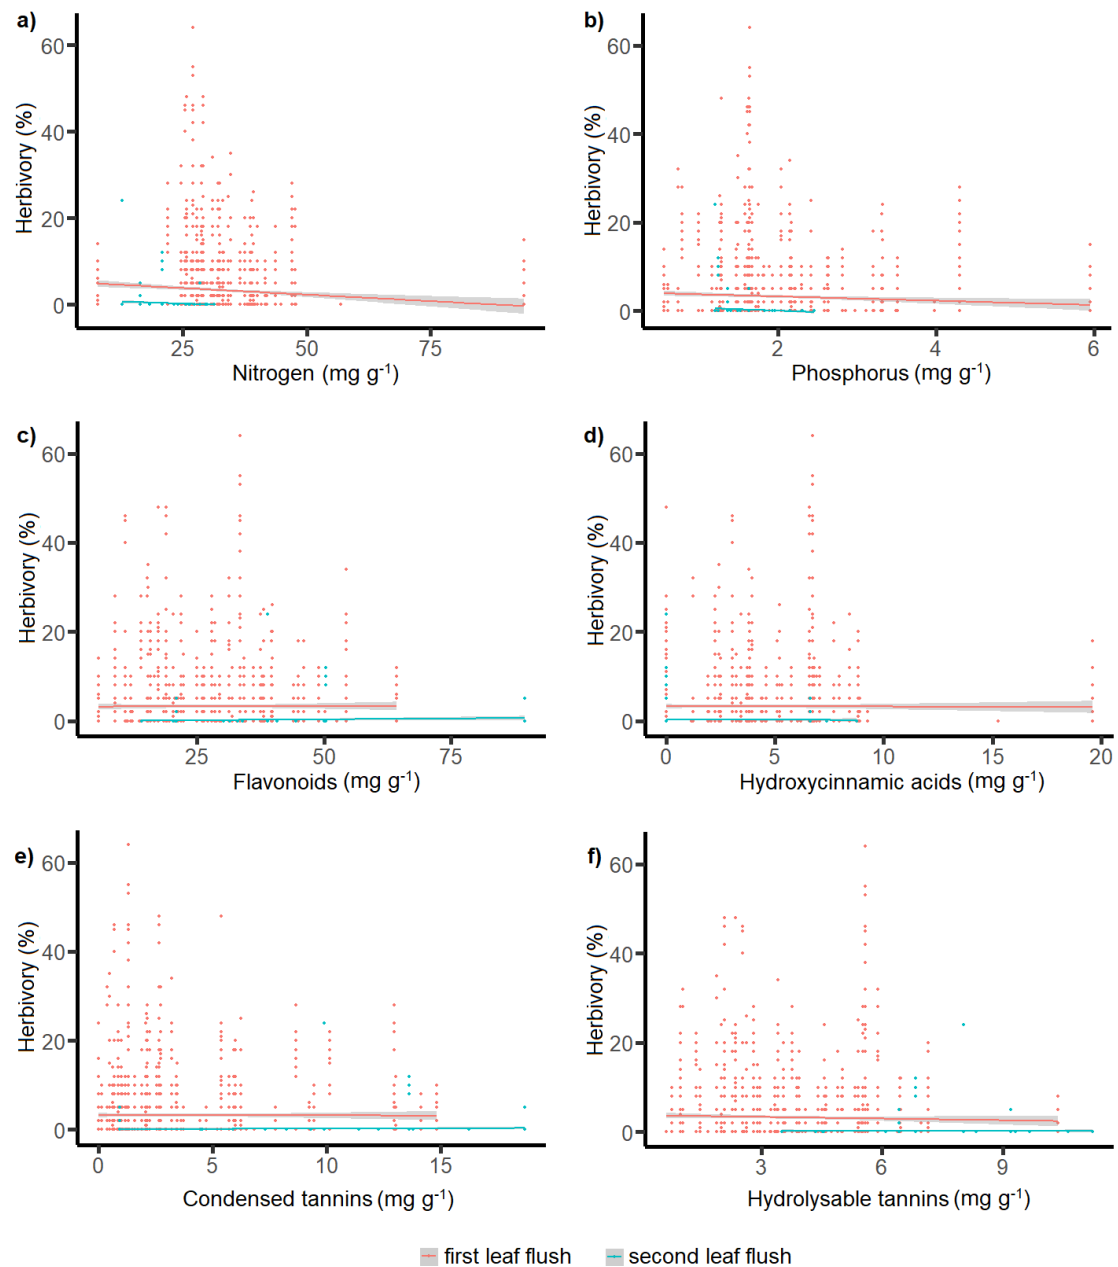 a)
60
40
20
0
Herbivory (%)
25 50 75
Nitrogen (mg g-1)
b)
60
40
20
0
Herbivory (%)
2 4 6
Phosphorus (mg g-1)
c)
60
40
20
0
Herbivory (%)
25 50 75
Flavonoids (mg g-1)
d)
60
40
20
0
Herbivory (%)
0 5 10 15 20
Hydroxycinnamic acids (mg g-1)
e)
60
40
20
0
Herbivory (%)
0 5 10 15
Condensed tannins (mg g-1)
f)
60
40
20
0
Herbivory (%)
3 6 9
Hydrolysable tannins (mg g-1)
first leaf flush second leaf flush